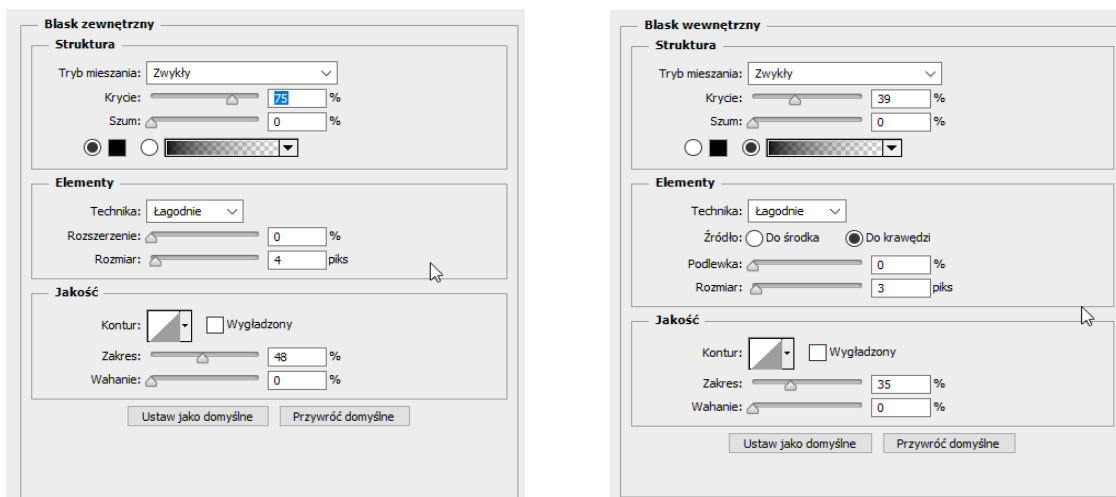 Blask zewnętrzny
Struktura
Tryb mieszania: Zwykły
Krycie: 75 %
Szum: 0 %
Elementy
Technika: Łagodnie
Rozszerzenie: 0 %
Rozmiar: 4 piks
Jakość
Kontur: Wygładzony
Zakres: 48 %
Wahanie: 0 %
Ustaw jako domyślne Przywróć domyślne
Blask wewnętrzny
Struktura
Tryb mieszania: Zwykły
Krycie: 39 %
Szum: 0 %
Elementy
Technika: Łagodnie
Źródło: Do środka Do krawędzi
Podlewka: 0 %
Rozmiar: 3 piks
Jakość
Kontur: Wygładzony
Zakres: 35 %
Wahanie: 0 %
Ustaw jako domyślne Przywróć domyślne